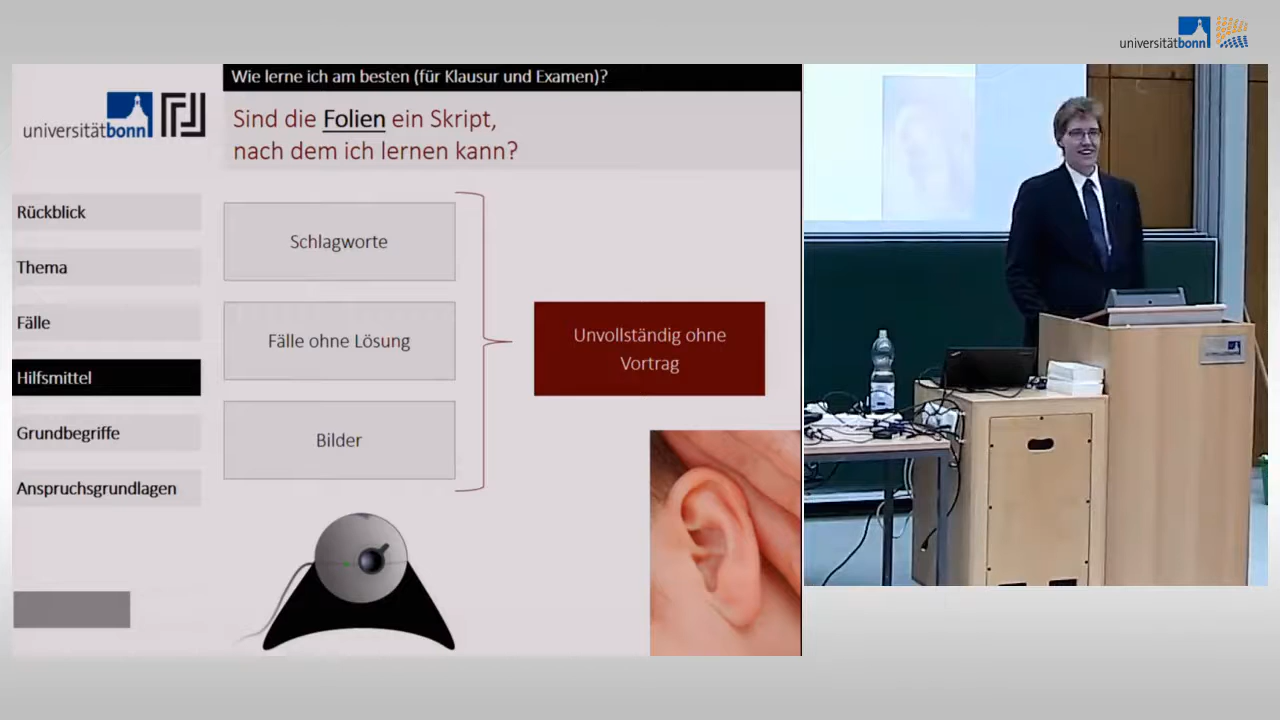 universitätbonn
Wie lerne ich am besten (für Klausur und Examen)?
universitätbonn
Sind die Folien ein Skript,
nach dem ich lernen kann?
Rückblick
Thema
Fälle
Hilfsmittel
Grundbegriffe
Anspruchsgrundlagen
Schlagworte
Fälle ohne Lösung
Bilder
Unvollständig ohne
Vortrag